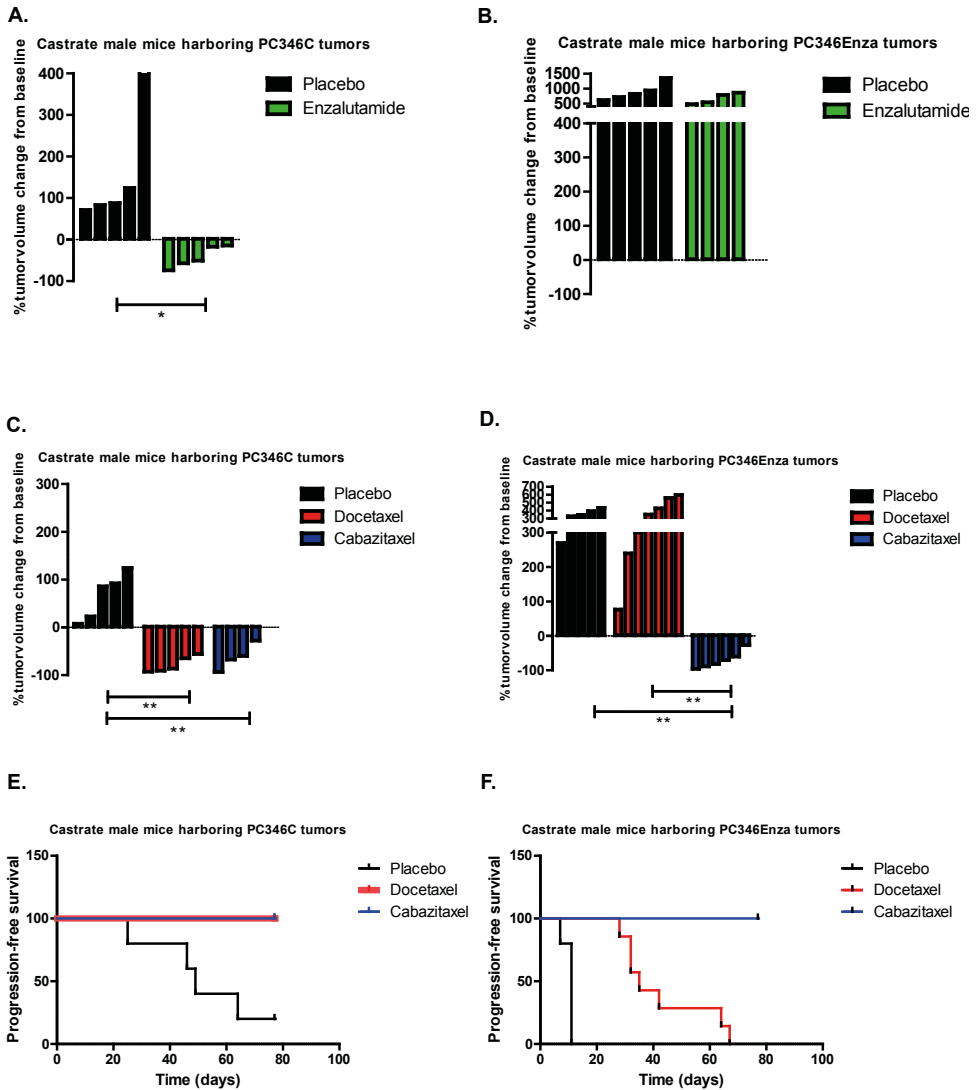 A.
Castrate male mice harboring PC346C tumors
%tumorvolume change from baseline
400
300
200
100
0
-100
Placebo
Enzalutamide
*
B.
Castrate male mice harboring PC346Enza tumors
%tumorvolume change from baseline
1500
1000
500
400
300
200
100
0
-100
Placebo
Enzalutamide
C.
Castrate male mice harboring PC346C tumors
%tumorvolume change from baseline
300
200
100
0
-100
Placebo
Docetaxel
Cabazitaxel
**
**
D.
Castrate male mice harboring PC346Enza tumors
%tumorvolume change from baseline
700
600
500
400
300
200
100
0
-100
Placebo
Docetaxel
Cabazitaxel
**
**
E.
Castrate male mice harboring PC346C tumors
Progression-free survival
150
100
50
0
0 20 40 60 80 100
Time (days)
Placebo
Docetaxel
Cabazitaxel
F.
Castrate male mice harboring PC346Enza tumors
Progression-free survival
150
100
50
0
0 20 40 60 80 100
Time (days)
Placebo
Docetaxel
Cabazitaxel